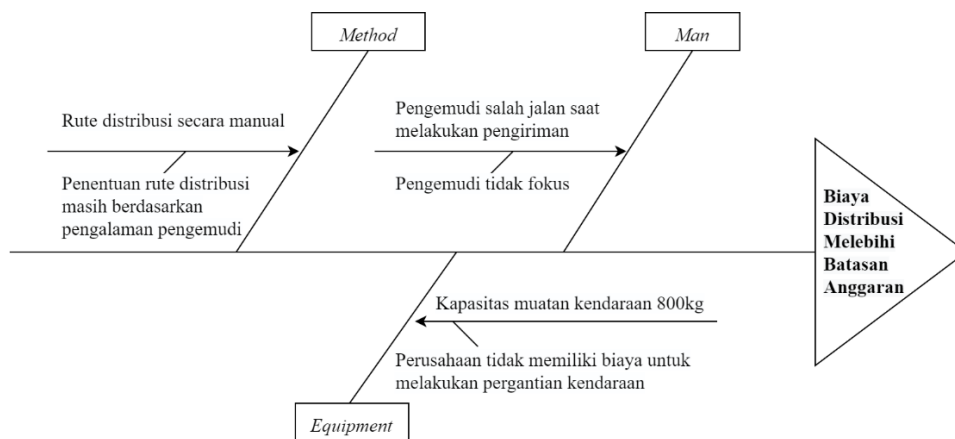 Method
Man
Rute distribusi secara manual
Penentuan rute distribusi
masih berdasarkan
pengalaman pengemudi
Pengemudi salah jalan saat
melakukan pengiriman
Pengemudi tidak fokus
Biaya
Distribusi
Melebihi
Batasan
Anggaran
Kapasitas muatan kendaraan 800kg
Perusahaan tidak memiliki biaya untuk
melakukan pergantian kendaraan
Equipment